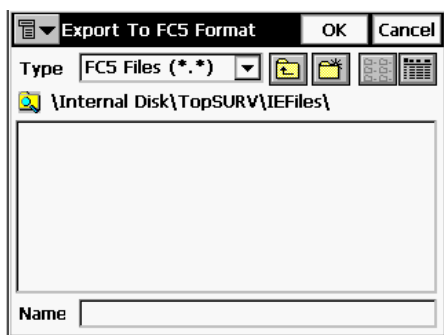 Export To FC5 Format OK Cancel
Type FC5 Files (*.*)
\Internal Disk\TopSURV\IEFiles\
Name